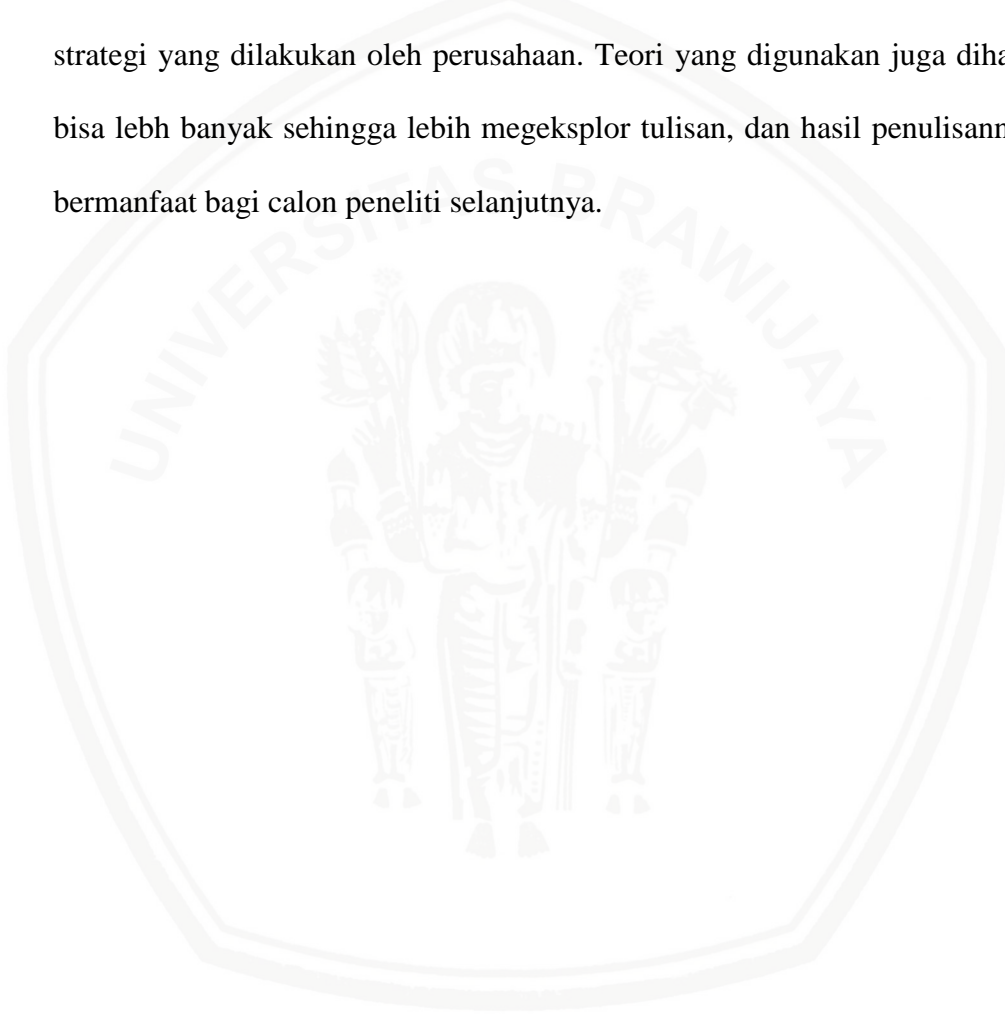 strategi yang dilakukan oleh perusahaan. Teori yang digunakan juga diha
bisa lebh banyak sehingga lebih megeksplor tulisan, dan hasil penulisann
bermanfaat bagi calon peneliti selanjutnya.
UNIVERSITAS BRAWIJAYA